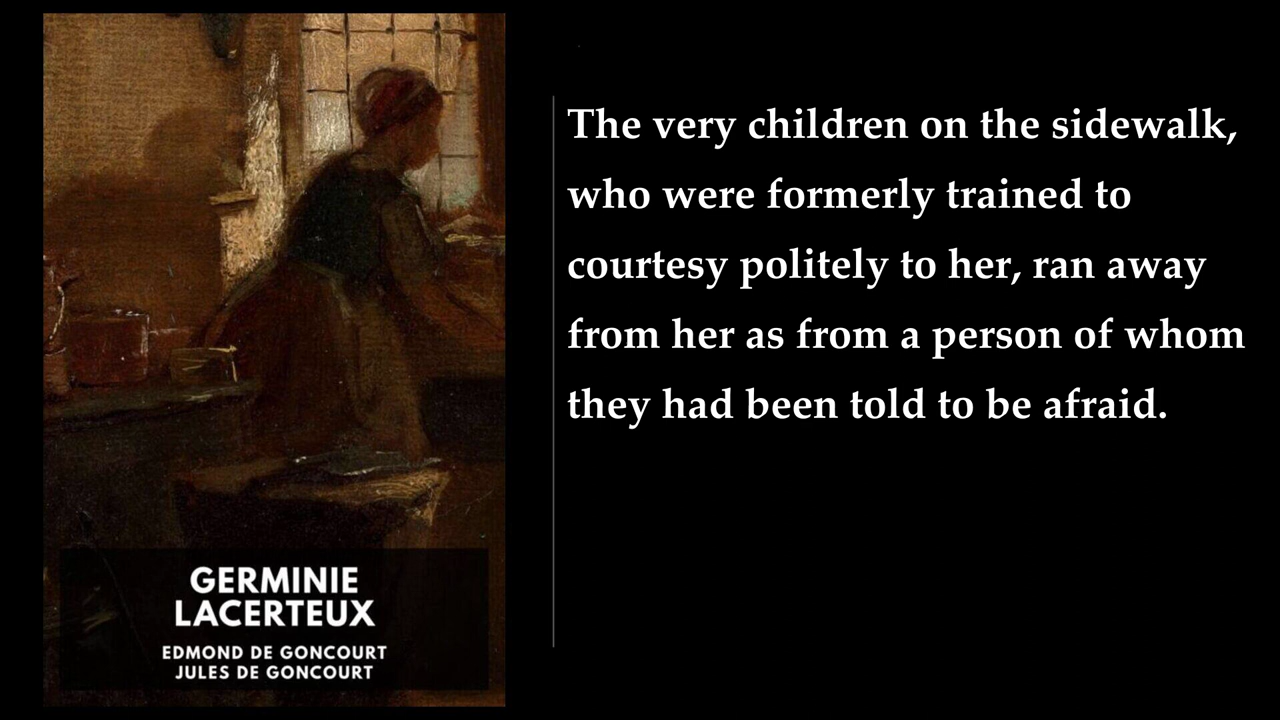 GERMINIE
LACERTEUX
EDMOND DE GONCOURT
JULES DE GONCOURT
The very children on the sidewalk,
who were formerly trained to
courtesy politely to her, ran away
from her as from a person of whom
they had been told to be afraid.